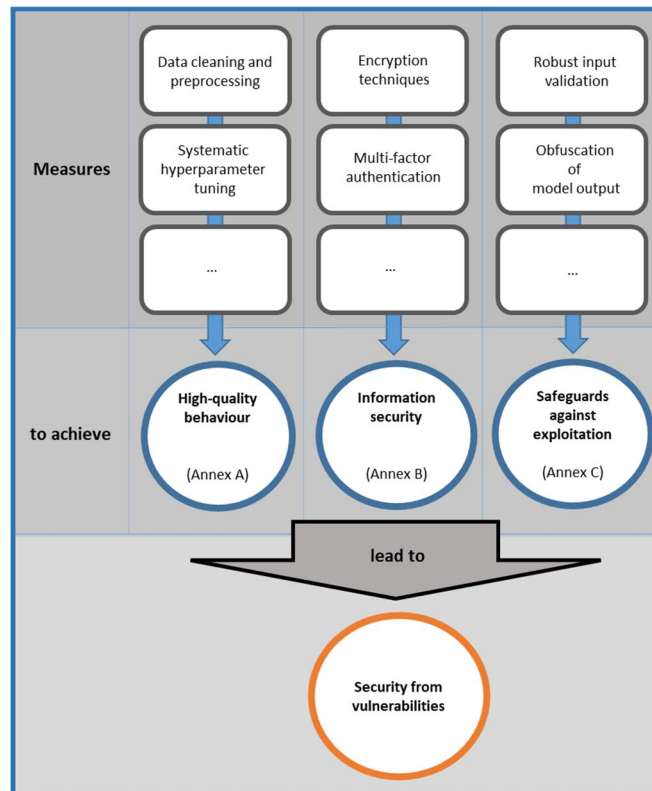 Measures
Data cleaning and
preprocessing
Systematic
hyperparameter
tuning
...
Encryption
techniques
Multi-factor
authentication
...
Robust input
validation
Obfuscation
of
model output
...
to achieve
High-quality
behaviour
(Annex A)
Information
security
(Annex B)
Safeguards
against
exploitation
(Annex C)
lead to
Security from
vulnerabilities